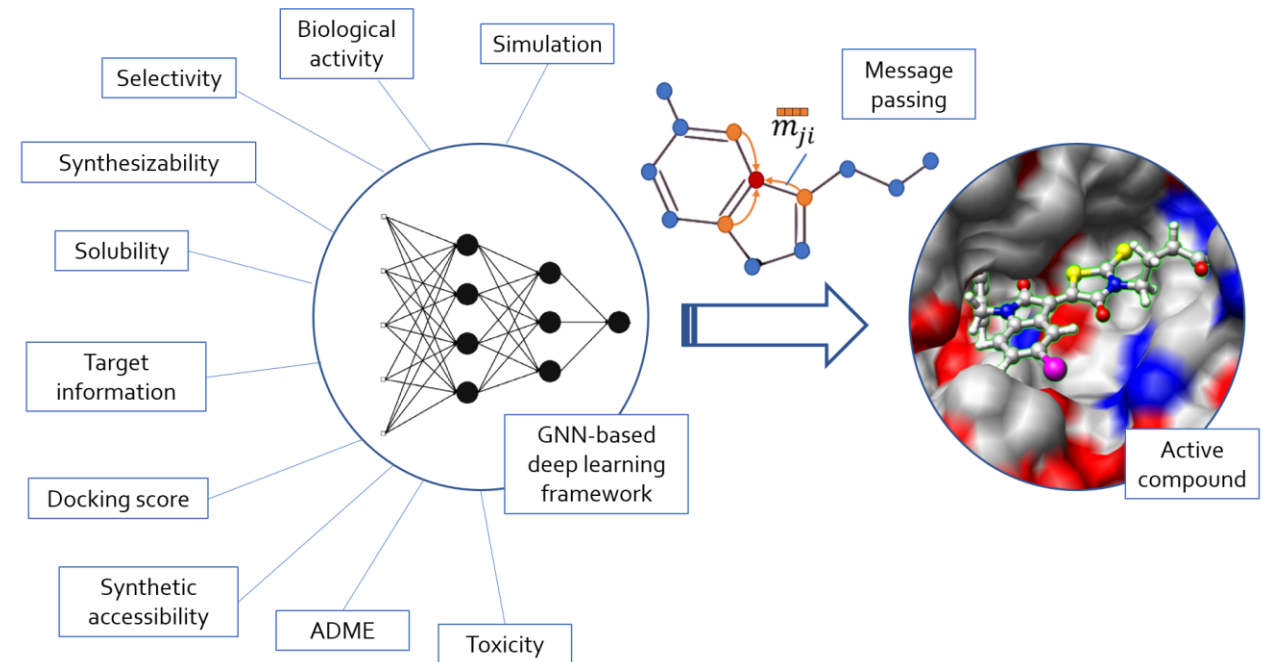 Biological
activity
Simulation
Selectivity
Message
passing
m_ji
Synthesizability
Solubility
Target
information
GNN-based
deep learning
framework
Active
compound
Docking score
Synthetic
accessibility
ADME
Toxicity